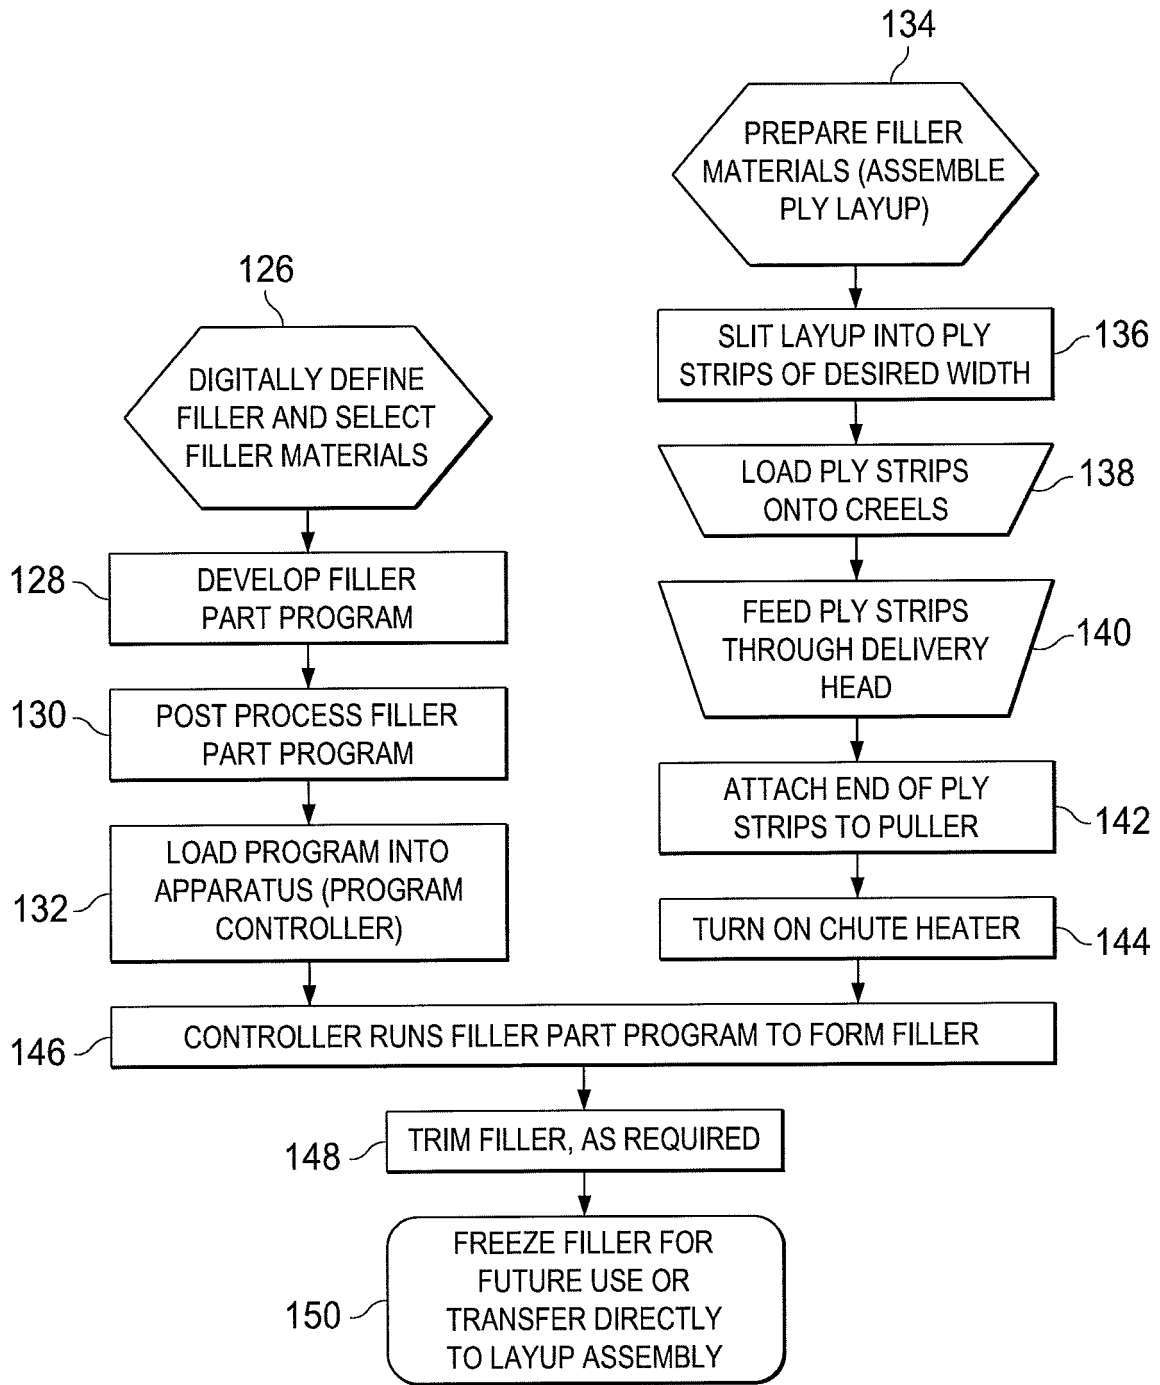 126
DIGITALLY DEFINE
FILLER AND SELECT
FILLER MATERIALS
128
DEVELOP FILLER
PART PROGRAM
130
POST PROCESS FILLER
PART PROGRAM
132
LOAD PROGRAM INTO
APPARATUS (PROGRAM
CONTROLLER)
134
PREPARE FILLER
MATERIALS (ASSEMBLE
PLY LAYUP)
SLIT LAYUP INTO PLY
STRIPS OF DESIRED WIDTH
136
LOAD PLY STRIPS
ONTO CREELS
138
FEED PLY STRIPS
THROUGH DELIVERY
HEAD
140
ATTACH END OF PLY
STRIPS TO PULLER
142
TURN ON CHUTE HEATER
144
146
CONTROLLER RUNS FILLER PART PROGRAM TO FORM FILLER
148
TRIM FILLER, AS REQUIRED
150
FREEZE FILLER FOR
FUTURE USE OR
TRANSFER DIRECTLY
TO LAYUP ASSEMBLY